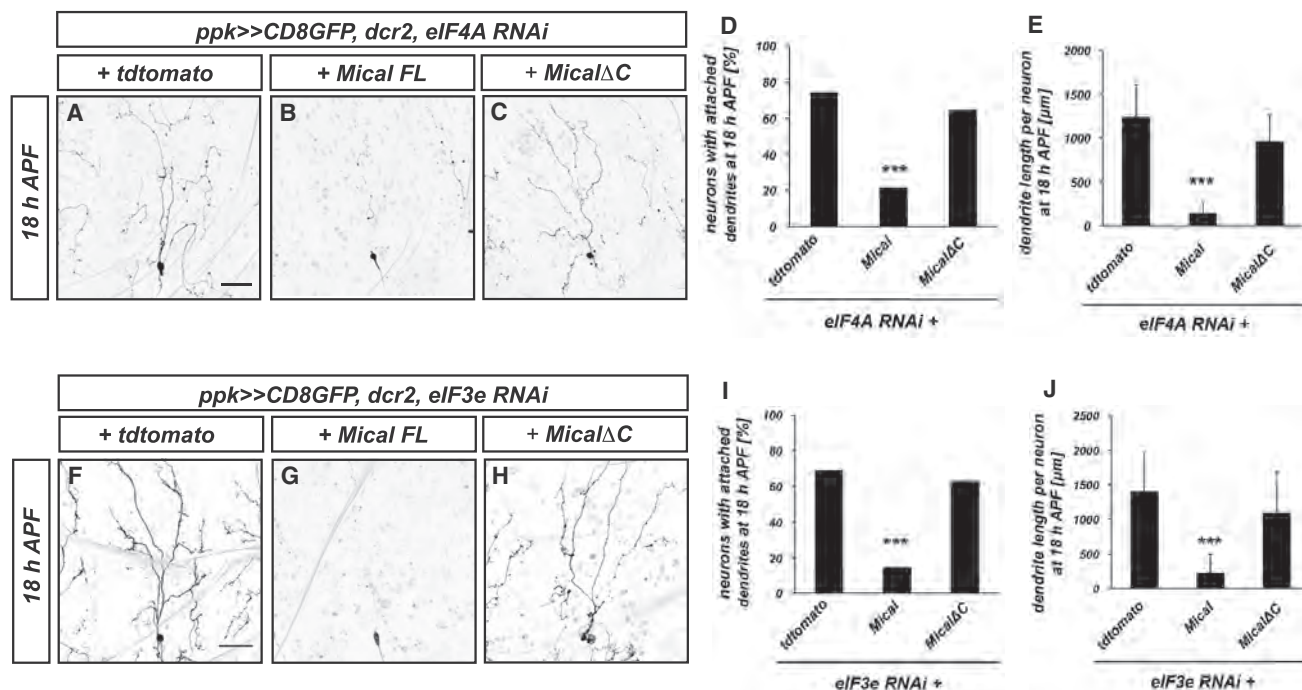 ppk>>CD8GFP, dcr2, eIF4A RNAi
+ tdtomato
+ Mical FL
+ MicalΔC
18 h APF
A
B
C
D
neurons with attached
dendrites at 18 h APF [%]
100
80
60
40
20
0
***
tdtomato
Mical
MicalΔC
eIF4A RNAi +
E
dendrite length per neuron
at 18 h APF [µm]
2000
1500
1000
500
0
***
tdtomato
Mical
MicalΔC
eIF4A RNAi +
ppk>>CD8GFP, dcr2, eIF3e RNAi
+ tdtomato
+ Mical FL
+ MicalΔC
18 h APF
F
G
H
I
neurons with attached
dendrites at 18 h APF [%]
100
80
60
40
20
0
***
tdtomato
Mical
MicalΔC
eIF3e RNAi +
J
dendrite length per neuron
at 18 h APF [µm]
2500
2000
1500
1000
500
0
***
tdtomato
Mical
MicalΔC
eIF3e RNAi +